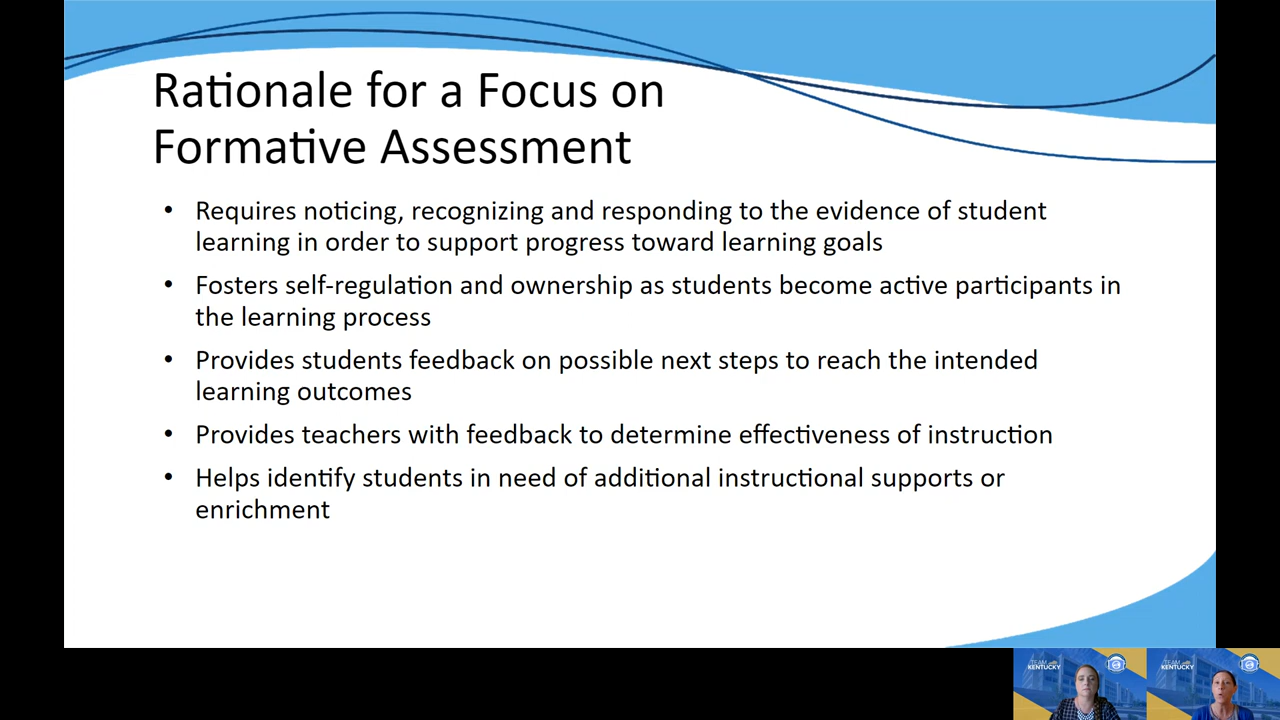 Rationale for a Focus on
Formative Assessment
• Requires noticing, recognizing and responding to the evidence of student
learning in order to support progress toward learning goals
• Fosters self-regulation and ownership as students become active participants in
the learning process
• Provides students feedback on possible next steps to reach the intended
learning outcomes
• Provides teachers with feedback to determine effectiveness of instruction
• Helps identify students in need of additional instructional supports or
enrichment
TEAM
KENTUCKY
TEAM
KENTUCKY